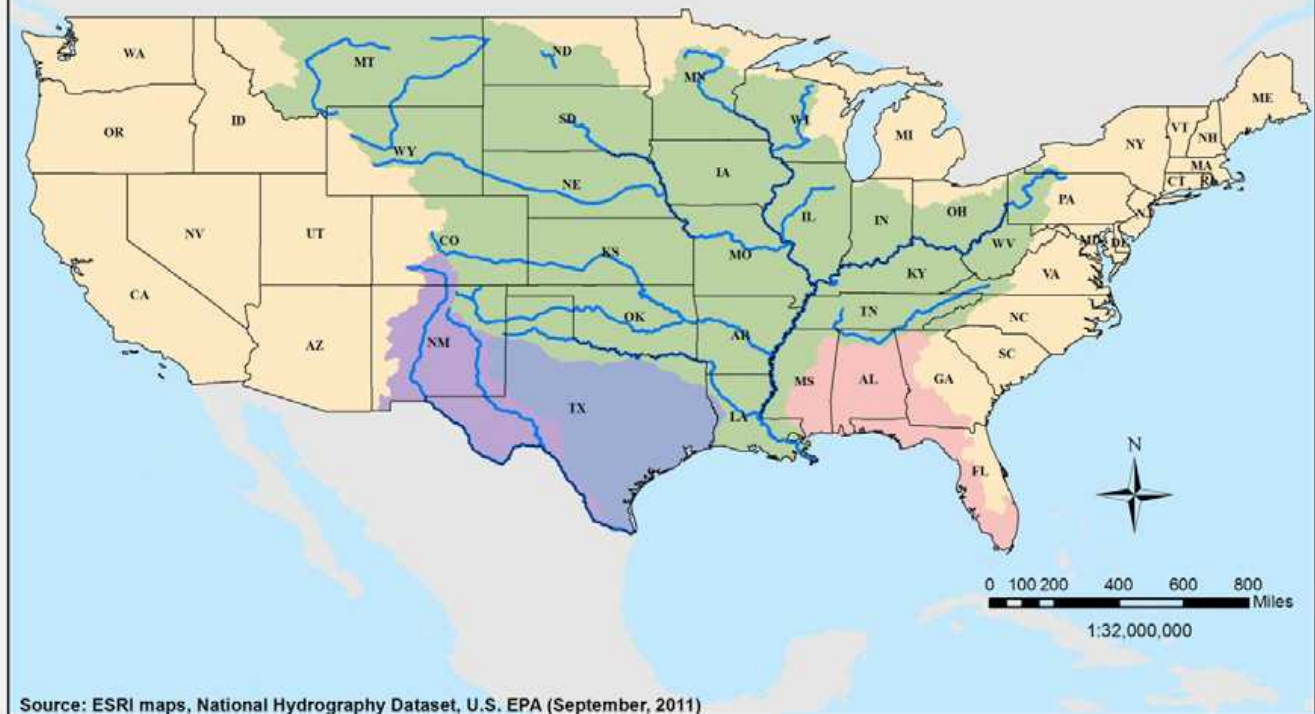 WA
MT
ND
MN
ME
OR
ID
SD
WI
MI
NY
VT
NH
WY
MA
CT
RI
IA
NE
PA
NJ
NV
UT
CO
IL
IN
OH
MD
DE
WV
KS
MO
KY
VA
CA
TN
NC
OK
AR
AZ
NM
SC
MS
AL
GA
TX
LA
FL
N
0 100 200 400 600 800
Miles
1:32,000,000
Source: ESRI maps, National Hydrography Dataset, U.S. EPA (September, 2011)